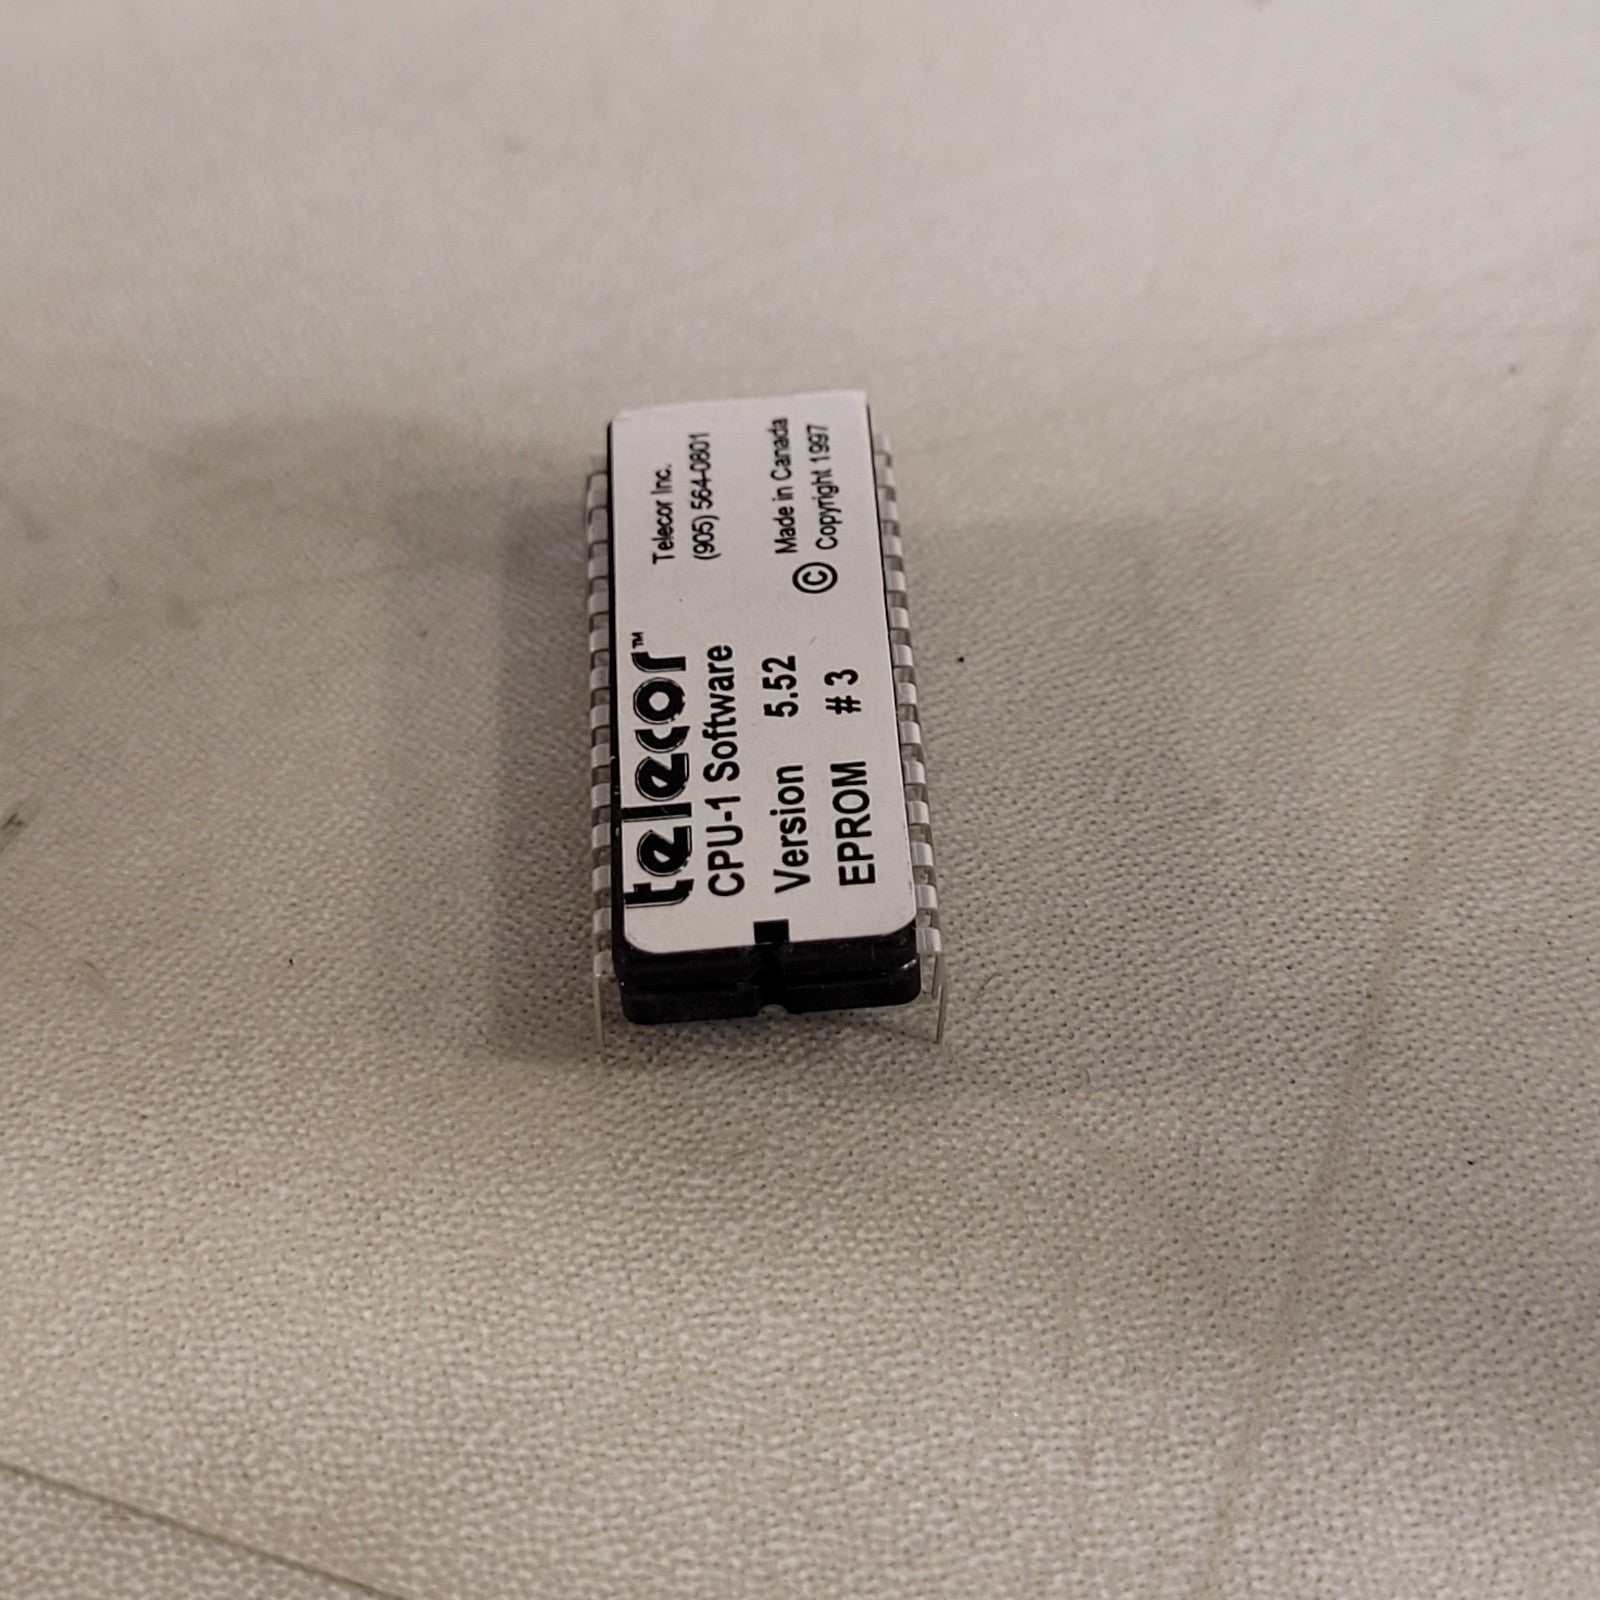 telecor™
CPU-1 Software
Version 5.52
EPROM # 3
Telecor Inc.
(905) 564-0801
Made in Canada
© Copyright 1997